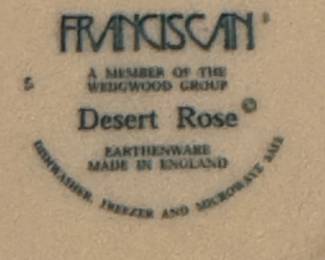 FRANCISCAN®
A MEMBER OF THE
WEDGWOOD GROUP
Desert Rose©
EARTHENWARE
MADE IN ENGLAND
DISHWASHER, FREEZER AND MICROWAVE SAFE